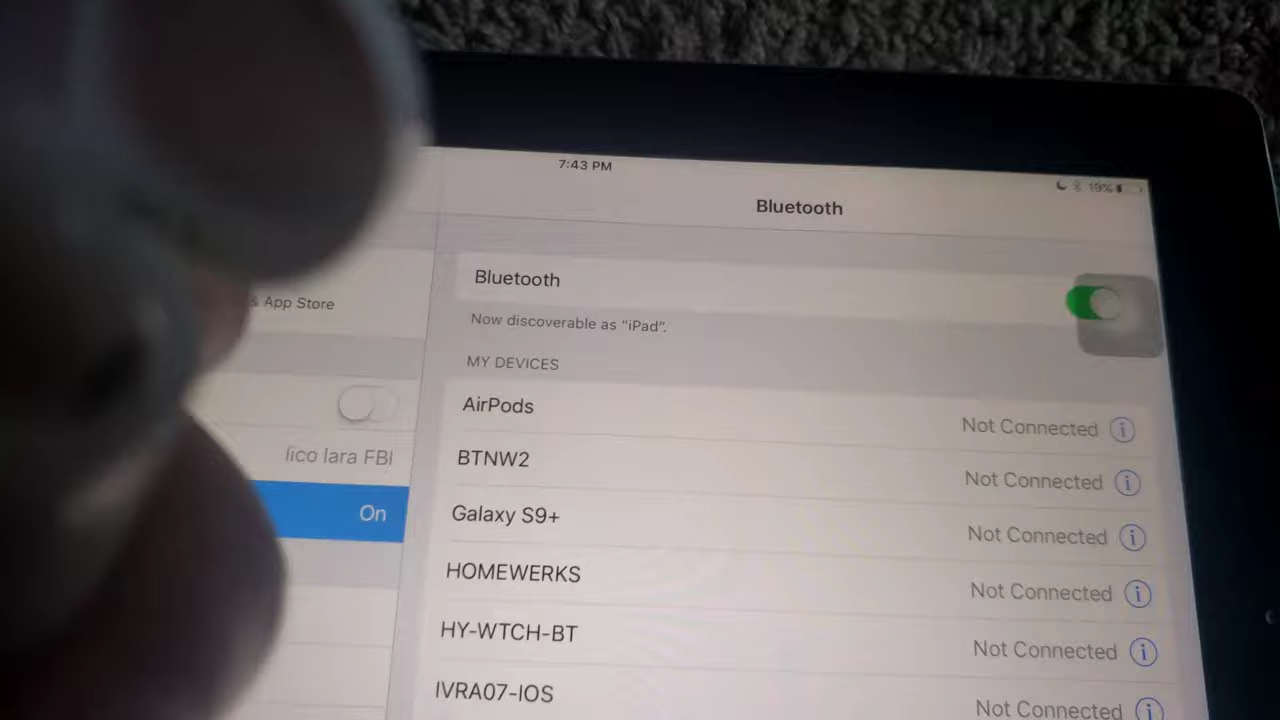 7:43 PM
19%
Bluetooth
Bluetooth
Now discoverable as "iPad".
& App Store
MY DEVICES
AirPods Not Connected
BTNW2 Not Connected
lico lara FBI
Galaxy S9+ Not Connected
On
HOMEWERKS Not Connected
HY-WTCH-BT Not Connected
IVRA07-IOS Not Connected